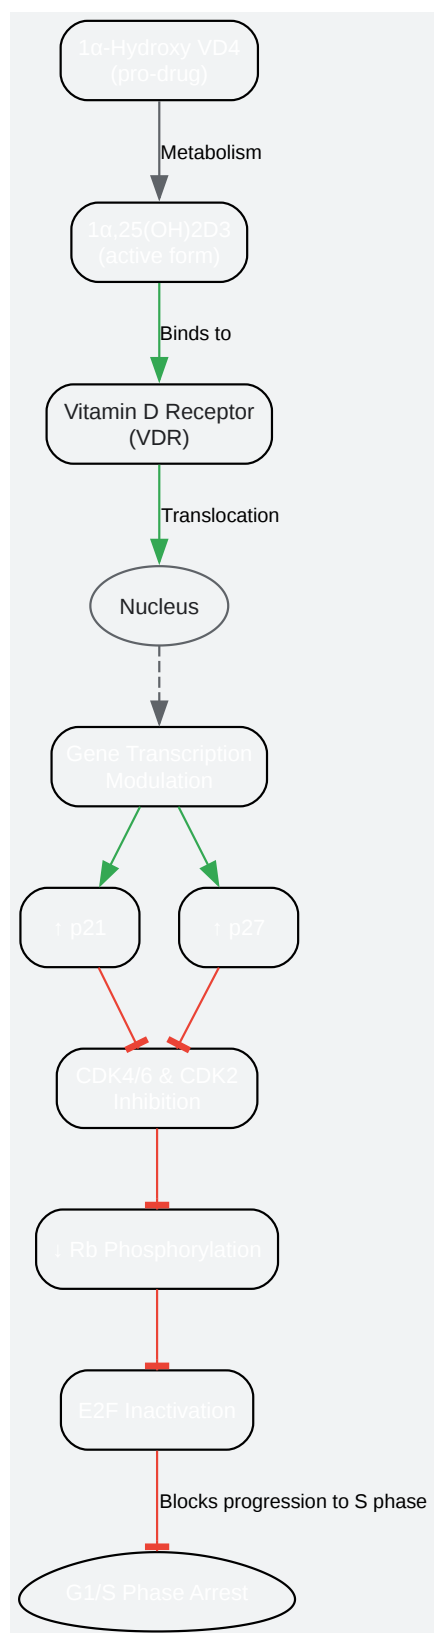 1α-Hydroxy VD4
(pro-drug)
Metabolism
1α,25(OH)2D3
(active form)
Binds to
Vitamin D Receptor
(VDR)
Translocation
Nucleus
Gene Transcription
Modulation
↑ p21
↑ p27
CDK4/6 & CDK2
Inhibition
↓ Rb Phosphorylation
E2F Inactivation
Blocks progression to S phase
G1/S Phase Arrest